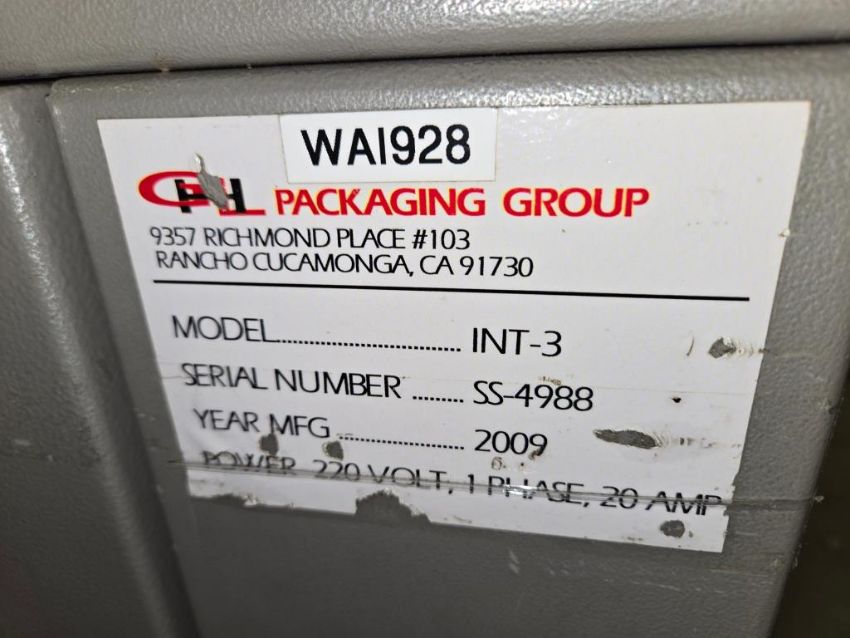 WAI928
PACKAGING GROUP
9357 RICHMOND PLACE #103
RANCHO CUCAMONGA, CA 91730
MODEL................................ INT-3
SERIAL NUMBER ......... SS-4988
YEAR MFG ....................... 2009
POWER 220 VOLT, 1 PHASE, 20 AMP